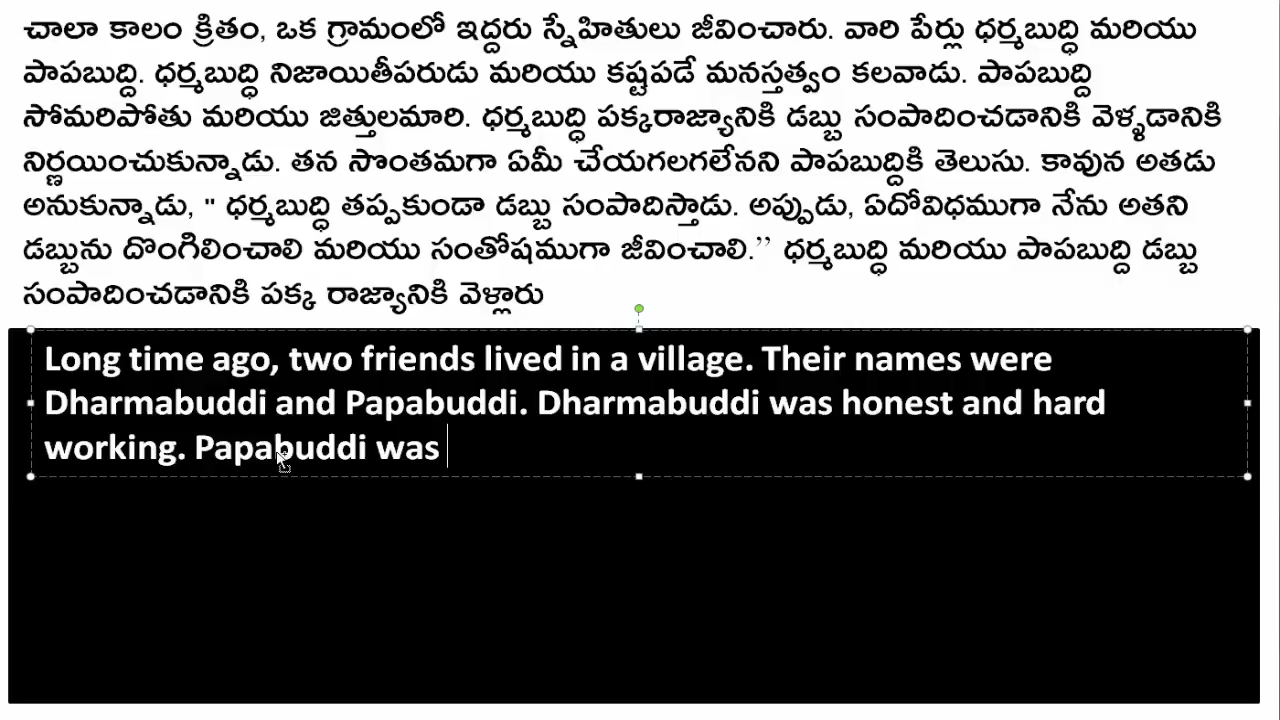 చాలా కాలం క్రితం, ఒక గ్రామంలో ఇద్దరు స్నేహితులు జీవించారు. వారి పేర్లు ధర్మబుద్ధి మరియు
పాపబుద్ది. ధర్మబుద్ధి నిజాయితీపరుడు మరియు కష్టపడే మనస్తత్వం కలవాడు. పాపబుద్ది
సోమరిపోతు మరియు జిత్తులమారి. ధర్మబుద్ధి పక్కరాజ్యానికి డబ్బు సంపాదించడానికి వెళ్ళడానికి
నిర్ణయించుకున్నాడు. తన సొంతమగా ఏమీ చేయగలగలేనని పాపబుద్దికి తెలుసు. కావున అతడు
అనుకున్నాడు, " ధర్మబుద్ధి తప్పకుండా డబ్బు సంపాదిస్తాడు. అప్పుడు, ఏదోవిధముగా నేను అతని
డబ్బును దొంగిలించాలి మరియు సంతోషముగా జీవించాలి.’’ ధర్మబుద్ధి మరియు పాపబుద్ది డబ్బు
సంపాదించడానికి పక్క రాజ్యానికి వెళ్లారు
Long time ago, two friends lived in a village. Their names were
Dharmabuddi and Papabuddi. Dharmabuddi was honest and hard
working. Papabuddi was